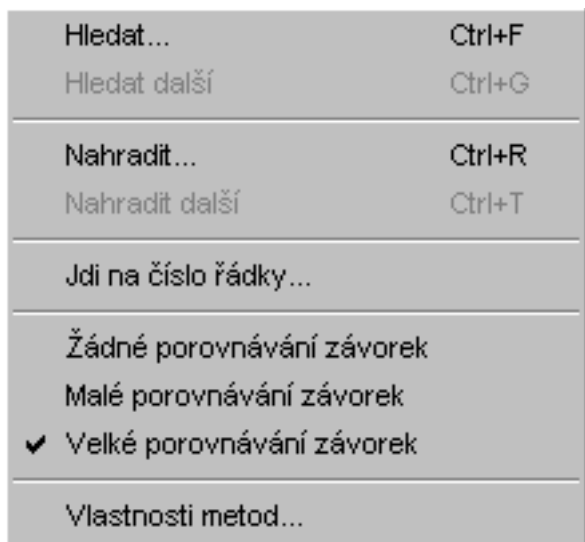 Hledat... Ctrl+F
Hledat další Ctrl+G
Nahradit... Ctrl+R
Nahradit další Ctrl+T
Jdi na číslo řádky...
Žádné porovnávání závorek
Malé porovnávání závorek
Velké porovnávání závorek
Vlastnosti metod...